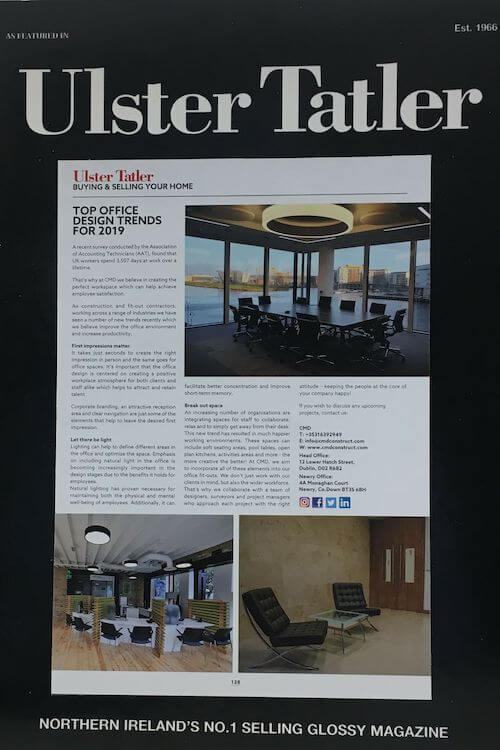 AS FEATURED IN
Est. 1966
Ulster Tatler
Ulster Tatler
BUYING & SELLING YOUR HOME
TOP OFFICE
DESIGN TRENDS
FOR 2019
A recent survey conducted by the Association
of Accounting Technicians (AAT), found that
UK workers spend 3,507 days at work over a
lifetime.
That's why at CMD we believe in creating the
perfect workspace which can help achieve
employee satisfaction.
As construction and fit-out contractors,
working across a range of industries we have
seen a number of new trends recently which
we believe improve the office environment
and increase productivity.
First impressions matter
It takes just seconds to create the right
impression in person and the same goes for
office spaces. It's important that the office
design is centered on creating a positive
workplace atmosphere for both clients and
staff alike which helps to attract and retain
talent.
Corporate branding, an attractive reception
area and clear navigation are just some of the
elements that help to leave the desired first
impression.
Let there be light
Lighting can help to define different areas in
the office and optimise the space. Emphasis
on including natural light in the office is
becoming increasingly important in the
design stages due to the benefits it holds for
employees.
Natural lighting has proven necessary for
maintaining both the physical and mental
well-being of employees. Additionally, it can
facilitate better concentration and improve
short-term memory.
Break out space
An increasing number of organisations are
integrating spaces for staff to collaborate,
relax and to simply get away from their desk.
This new trend has resulted in much happier
working environments. These spaces can
include soft seating areas, pool tables, open
plan kitchens, activities areas and more - the
more creative the better! At CMD, we aim
to incorporate all of these elements into our
office fit-outs. We don't just work with our
clients in mind, but also the wider workforce.
That's why we collaborate with a team of
designers, surveyors and project managers
who approach each project with the right
attitude - keeping the people at the core of
your company happy!
If you wish to discuss any upcoming
projects, contact us:
CMD
T: +35316392949
E: info@cmdconstruct.com
W: www.cmdconstruct.com
Head Office:
12 Lower Hatch Street,
Dublin, D02 R682
Newry Office:
4A Monaghan Court
Newry, Co.Down BT35 6BH
128
NORTHERN IRELAND'S NO.1 SELLING GLOSSY MAGAZINE